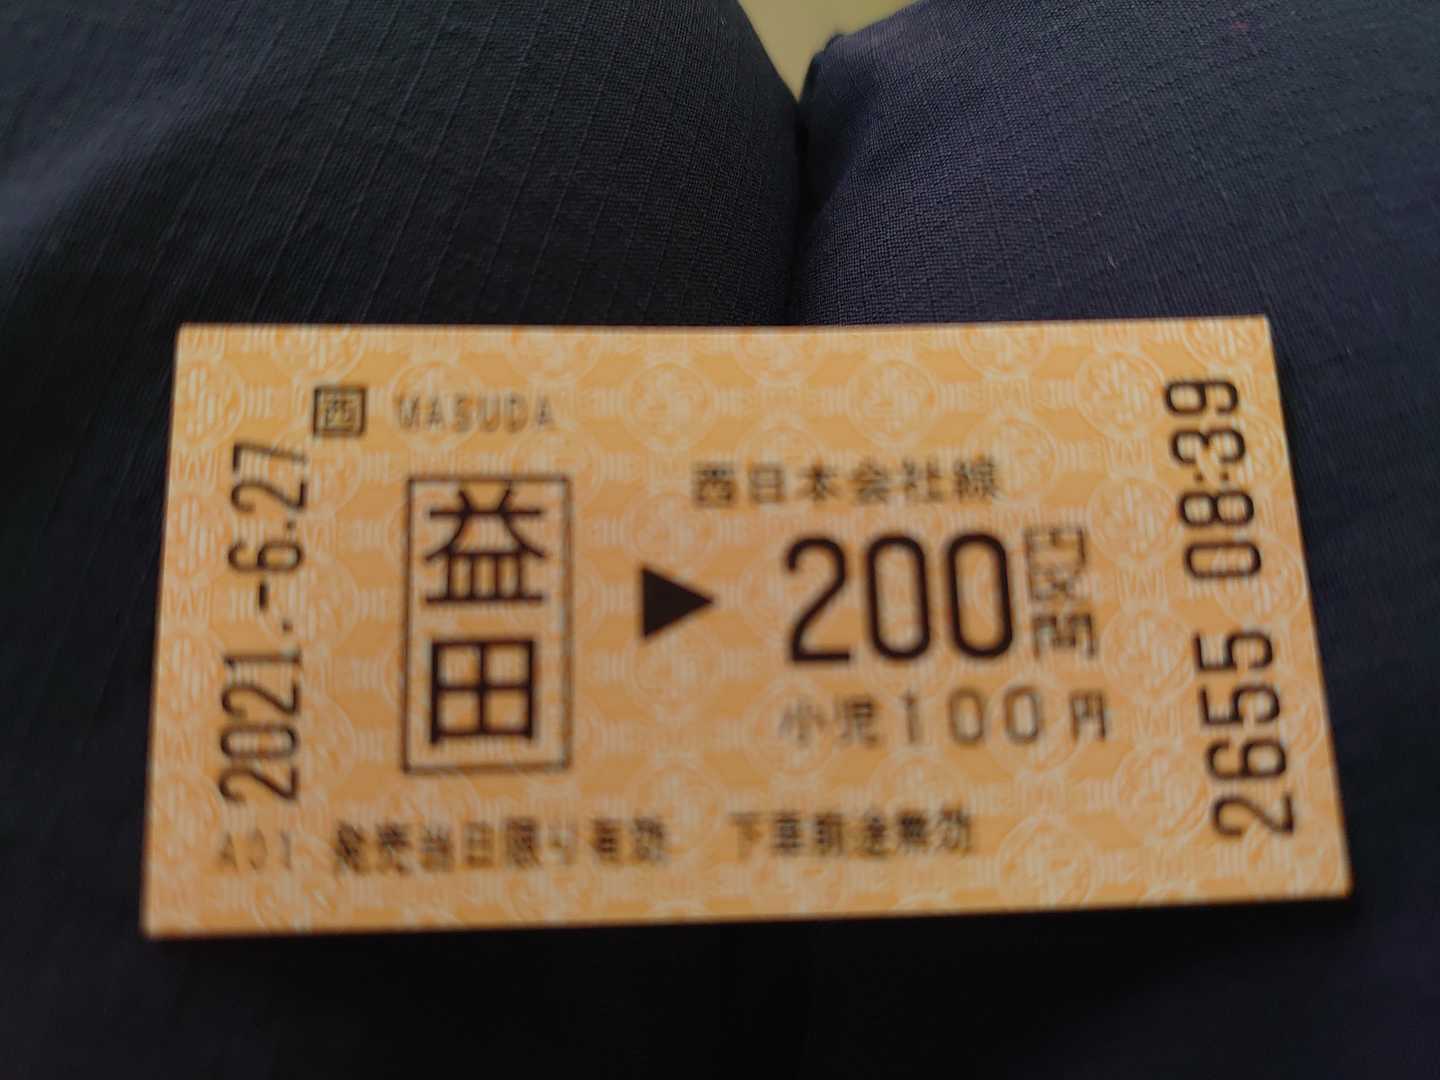 西 MASUDA
2021.-6.27
益田
西日本会社線
▶200円区間
小児100円
A01 発売当日限り有効 下車前途無効
2655 08:39